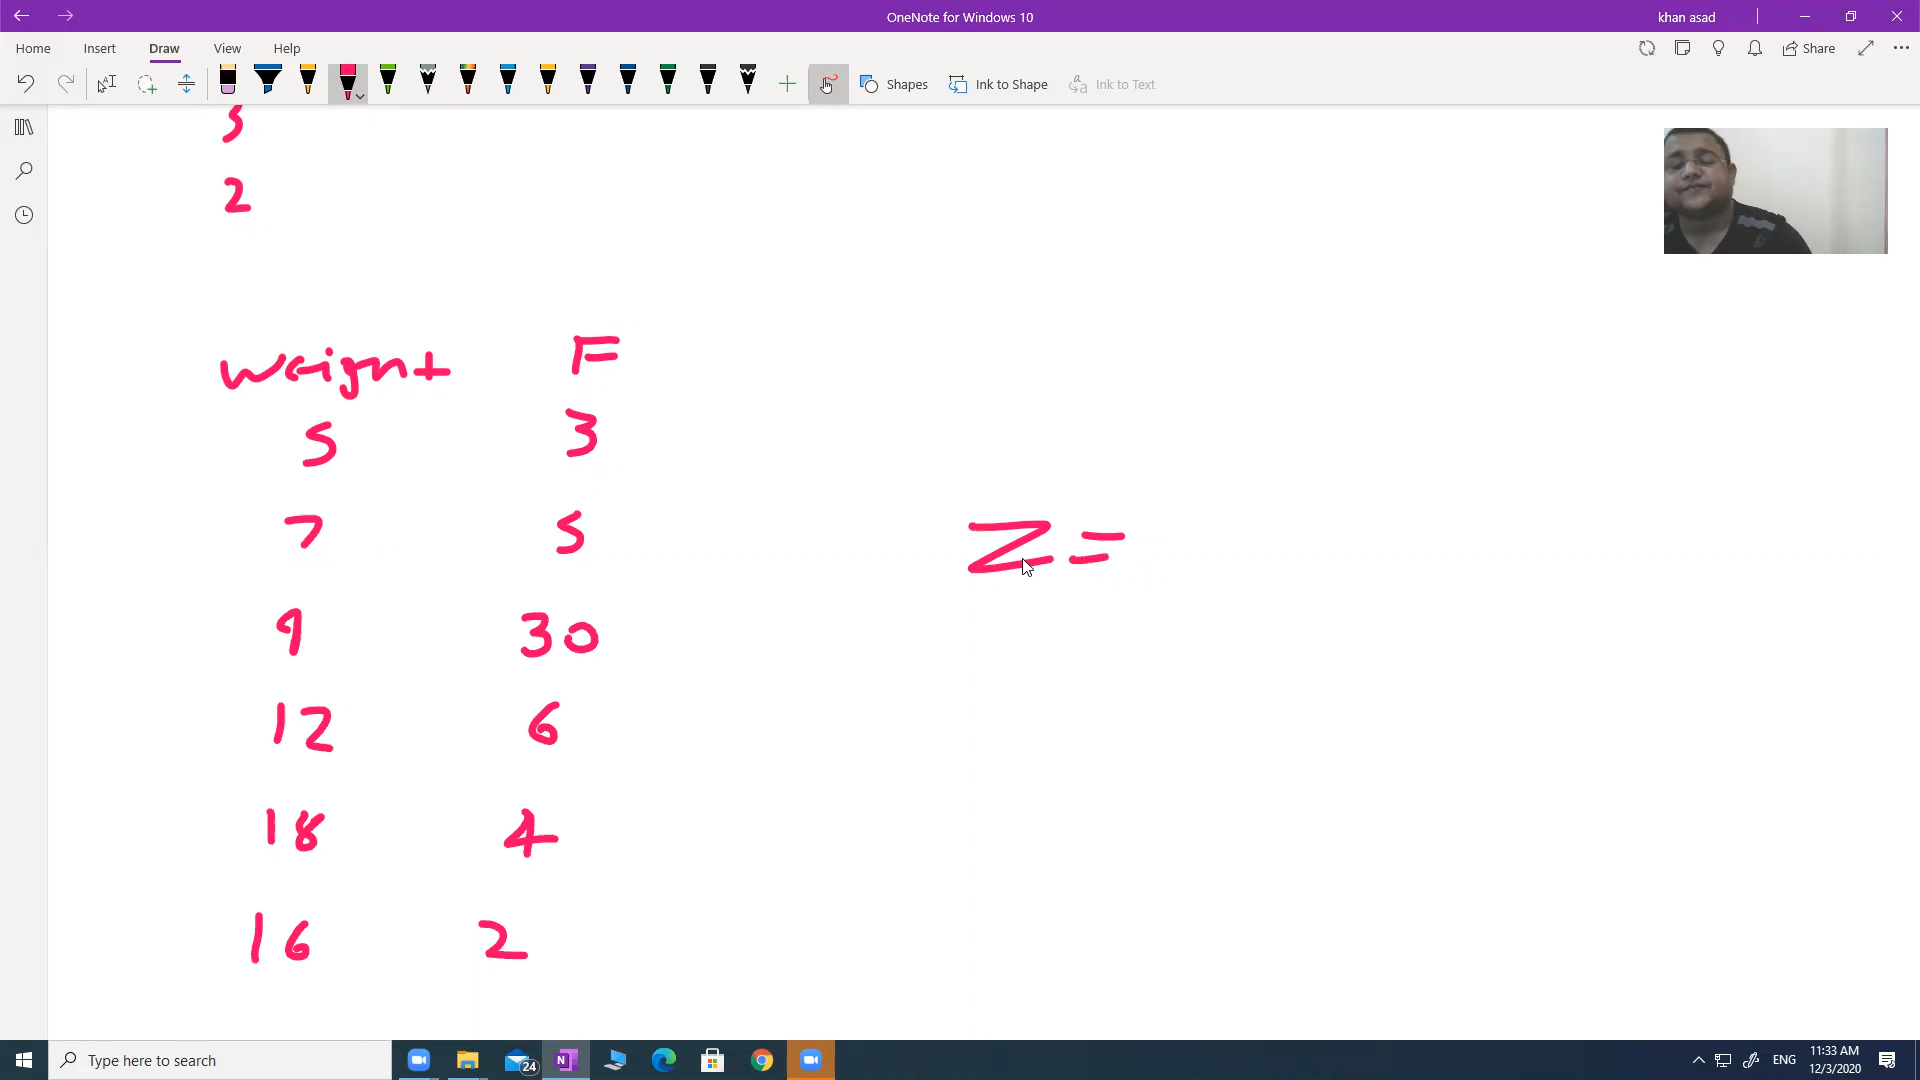 OneNote for Windows 10
khan asad
Home Insert Draw View Help
Share
Shapes Ink to Shape Ink to Text
3
2
weight F
5 3
7 5
9 30
12 6
18 4
16 2
Z =
Type here to search
24
ENG
11:33 AM
12/3/2020